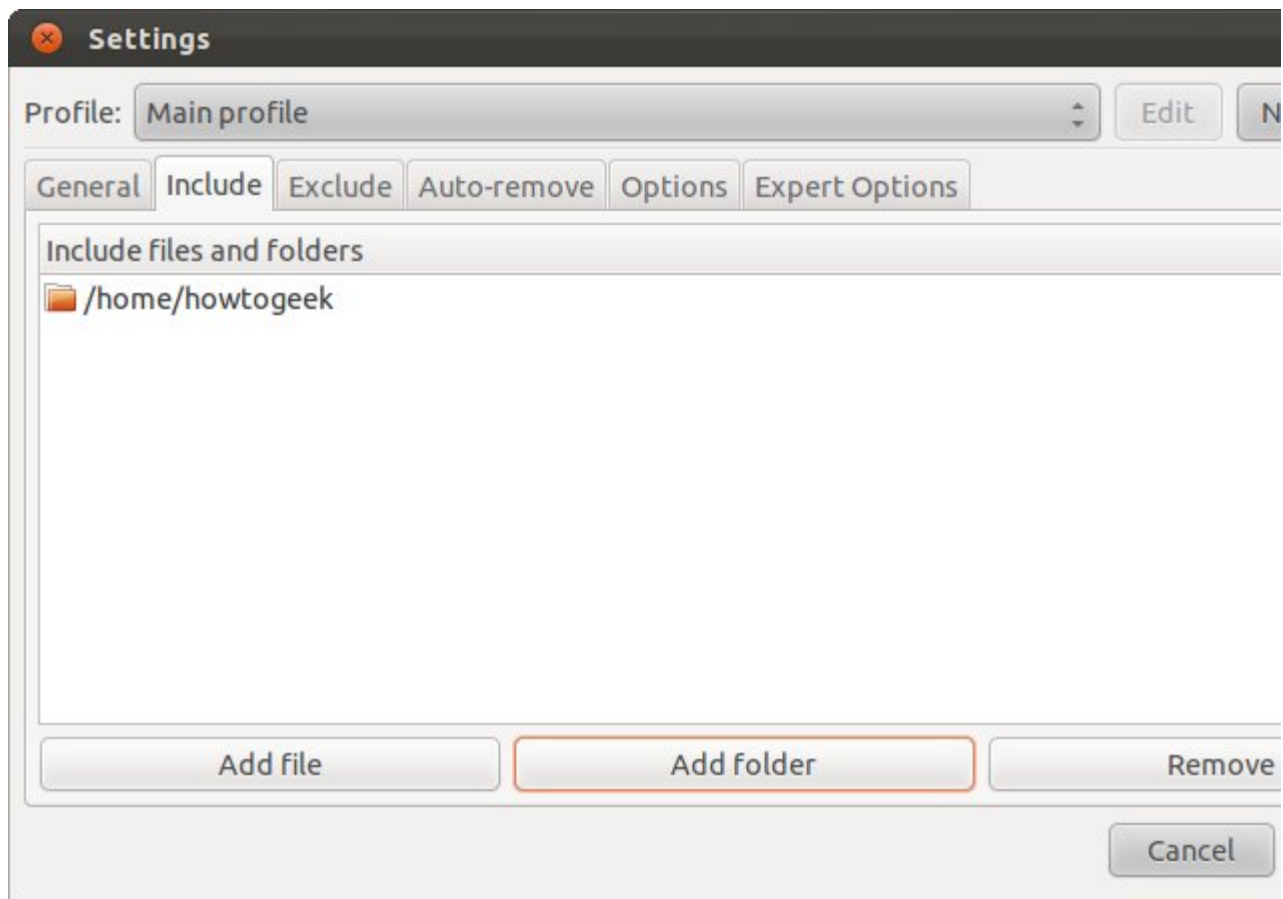 Settings
Profile: Main profile Edit N
General Include Exclude Auto-remove Options Expert Options
Include files and folders
/home/howtogeek
Add file Add folder Remove
Cancel